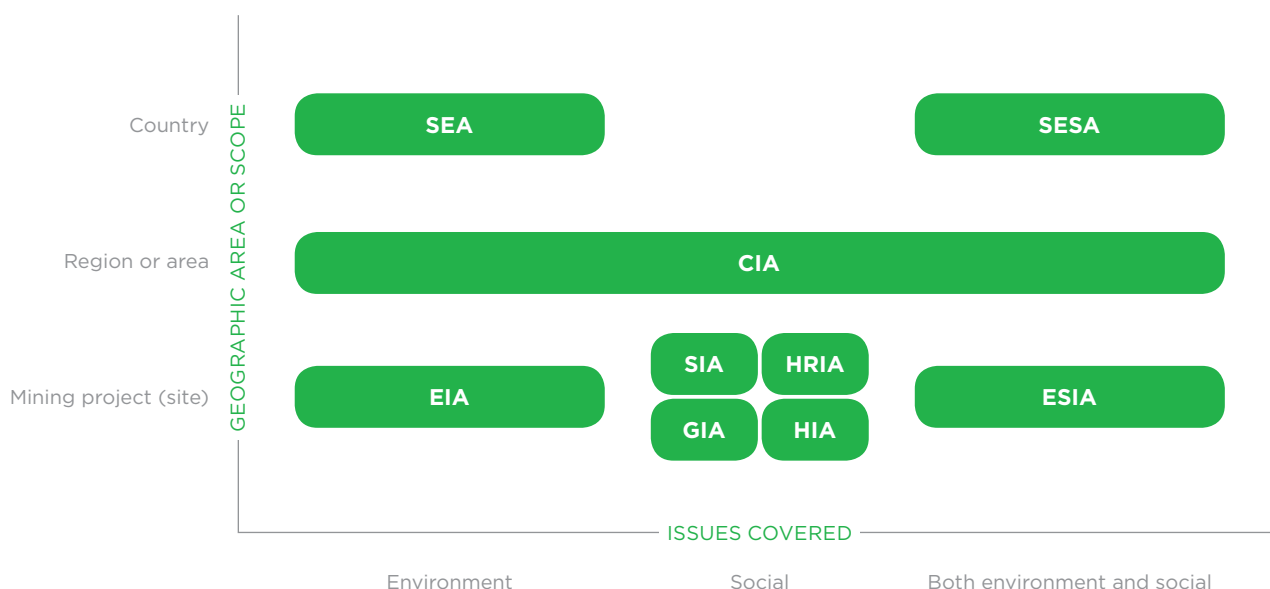 GEOGRAPHIC AREA OR SCOPE
Country
SEA
SESA
Region or area
CIA
Mining project (site)
EIA
SIA
HRIA
GIA
HIA
ESIA
ISSUES COVERED
Environment
Social
Both environment and social